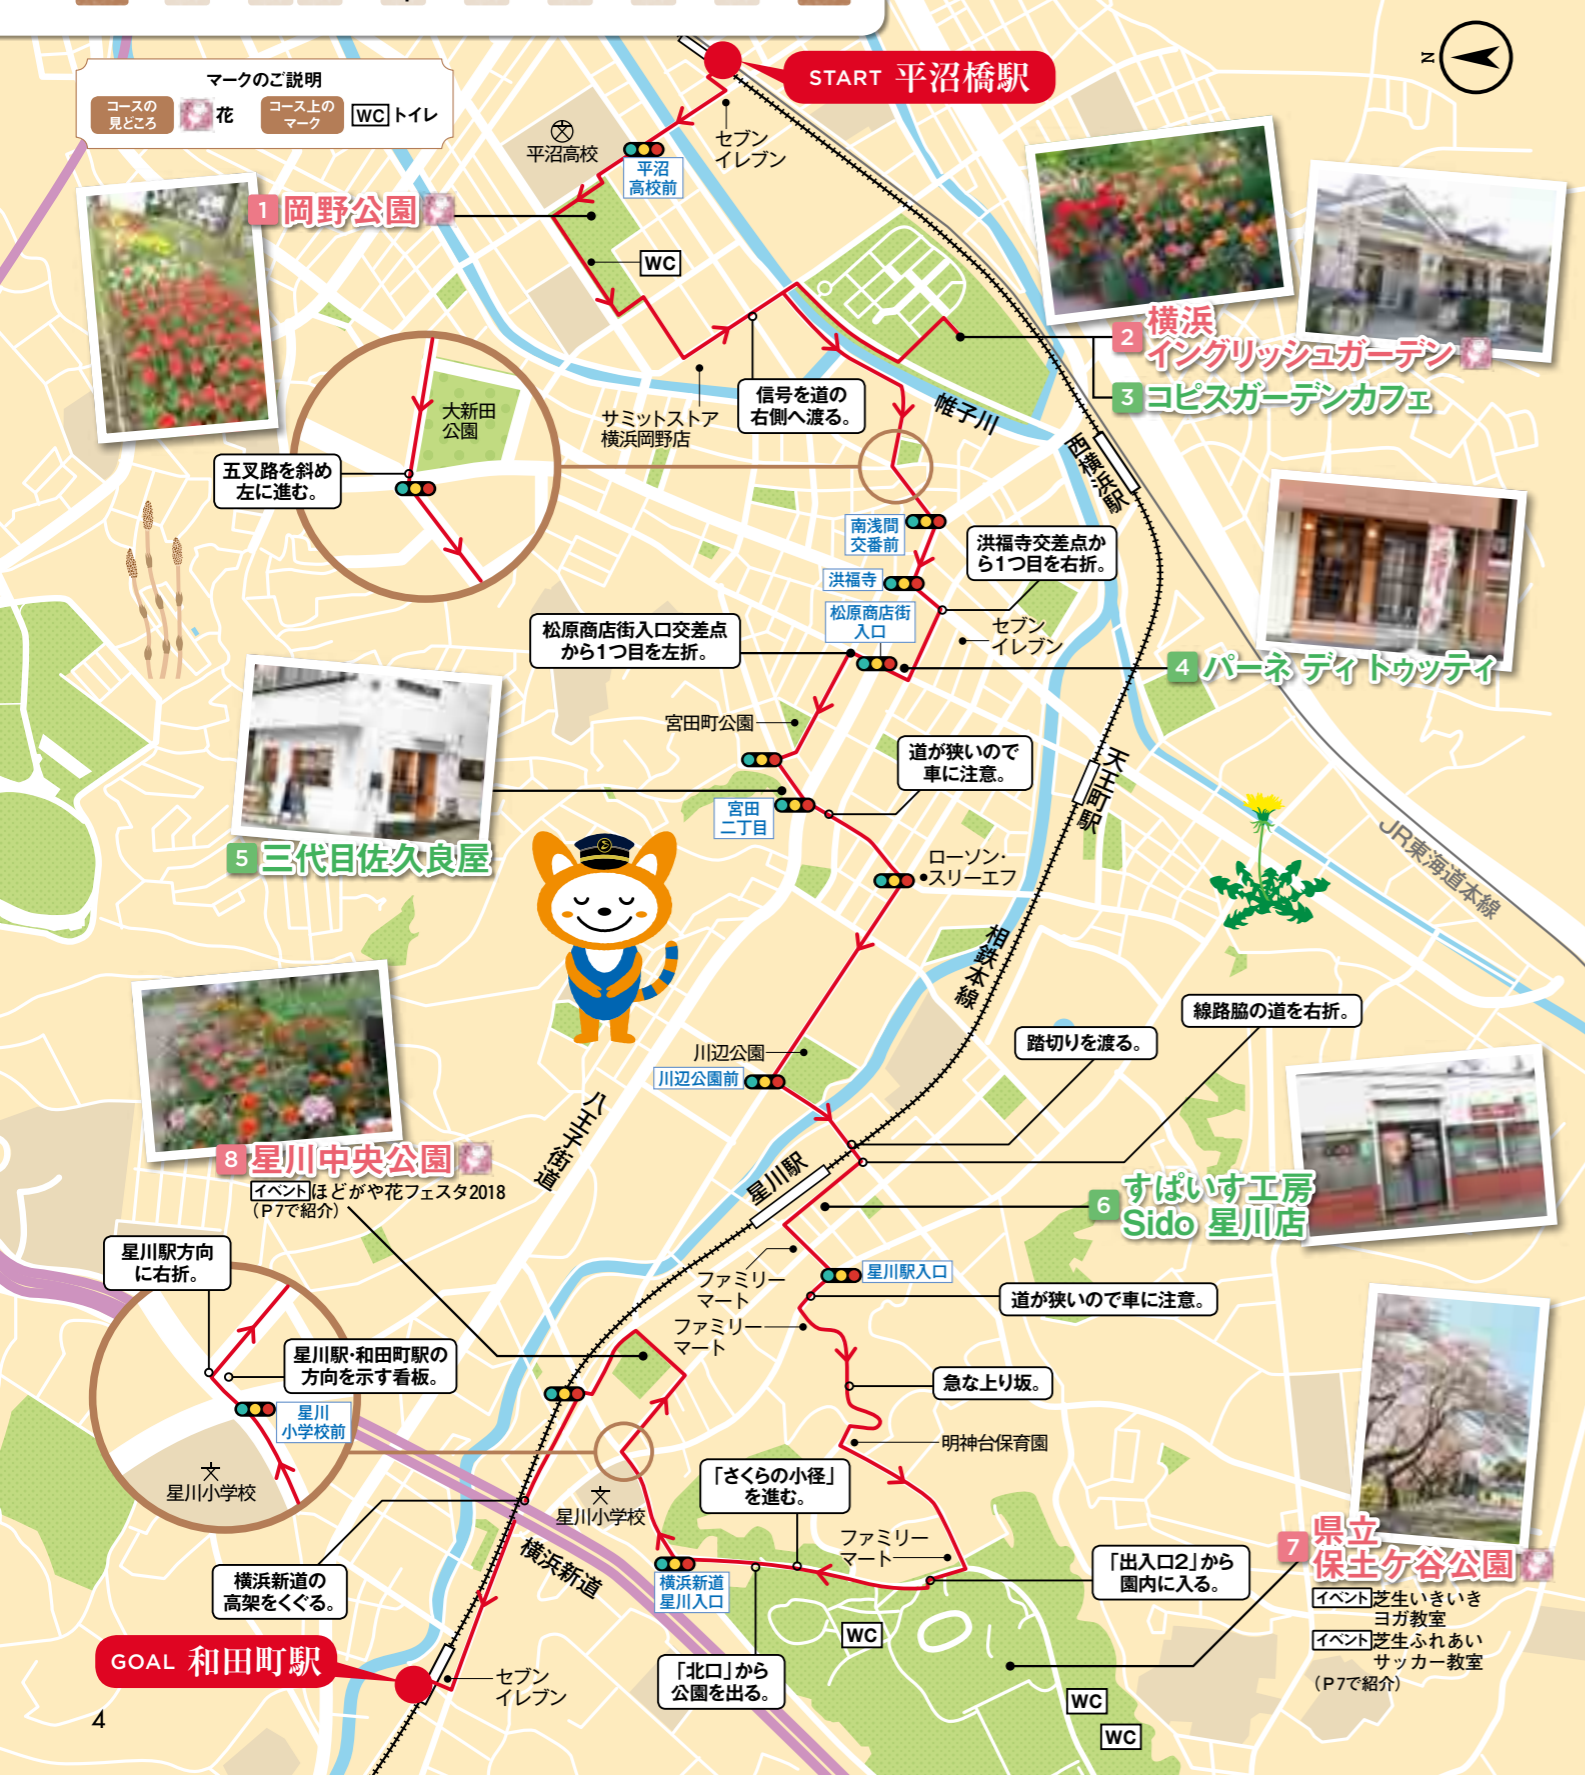 マークのご説明
コースの
見どころ
花
コース上の
マーク
WC トイレ
START 平沼橋駅
N
セブン
イレブン
平沼高校
平沼
高校前
1 岡野公園
WC
2 横浜
イングリッシュガーデン
3 コピスガーデンカフェ
信号を道の
右側へ渡る。
サミットストア
横浜岡野店
帷子川
大新田
公園
五叉路を斜め
左に進む。
西横浜駅
南浅間
交番前
洪福寺交差点か
ら1つ目を右折。
洪福寺
松原商店街
入口
セブン
イレブン
松原商店街入口交差点
から1つ目を左折。
4 パーネ ディ トゥッティ
宮田町公園
道が狭いので
車に注意。
天王町駅
宮田
二丁目
5 三代目佐久良屋
ローソン・
スリーエフ
JR東海道本線
相鉄本線
線路脇の道を右折。
踏切りを渡る。
川辺公園
川辺公園前
八王子街道
8 星川中央公園
イベント ほどがや花フェスタ2018
（P7で紹介）
星川駅
6 すぱいす工房
Sido 星川店
星川駅方向
に右折。
ファミリー
マート
星川駅入口
道が狭いので車に注意。
ファミリー
マート
星川駅・和田町駅の
方向を示す看板。
急な上り坂。
星川
小学校前
明神台保育園
星川小学校
「さくらの小径」
を進む。
星川小学校
ファミリー
マート
7 県立
保土ケ谷公園
イベント 芝生いきいき
ヨガ教室
イベント 芝生ふれあい
サッカー教室
（P7で紹介）
横浜新道
「出入口2」から
園内に入る。
横浜新道の
高架をくぐる。
横浜新道
星川入口
WC
GOAL 和田町駅
セブン
イレブン
「北口」から
公園を出る。
WC
WC
4